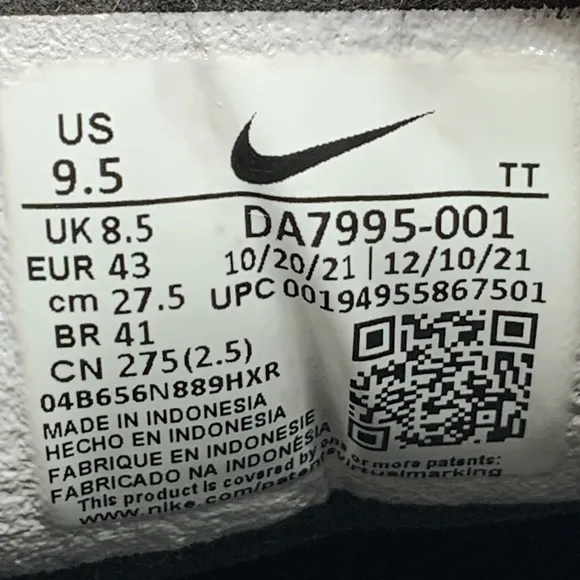 US
9.5
TT
UK 8.5
DA7995-001
EUR 43
10/20/21 | 12/10/21
cm 27.5
UPC 00194955867501
BR 41
CN 275(2.5)
04B656N889HXR
MADE IN INDONESIA
HECHO EN INDONESIA
FABRIQUE EN INDONESIE
FABRICADO NA INDONÉSIA
This product is covered by one or more patents:
www.nike.com/patents